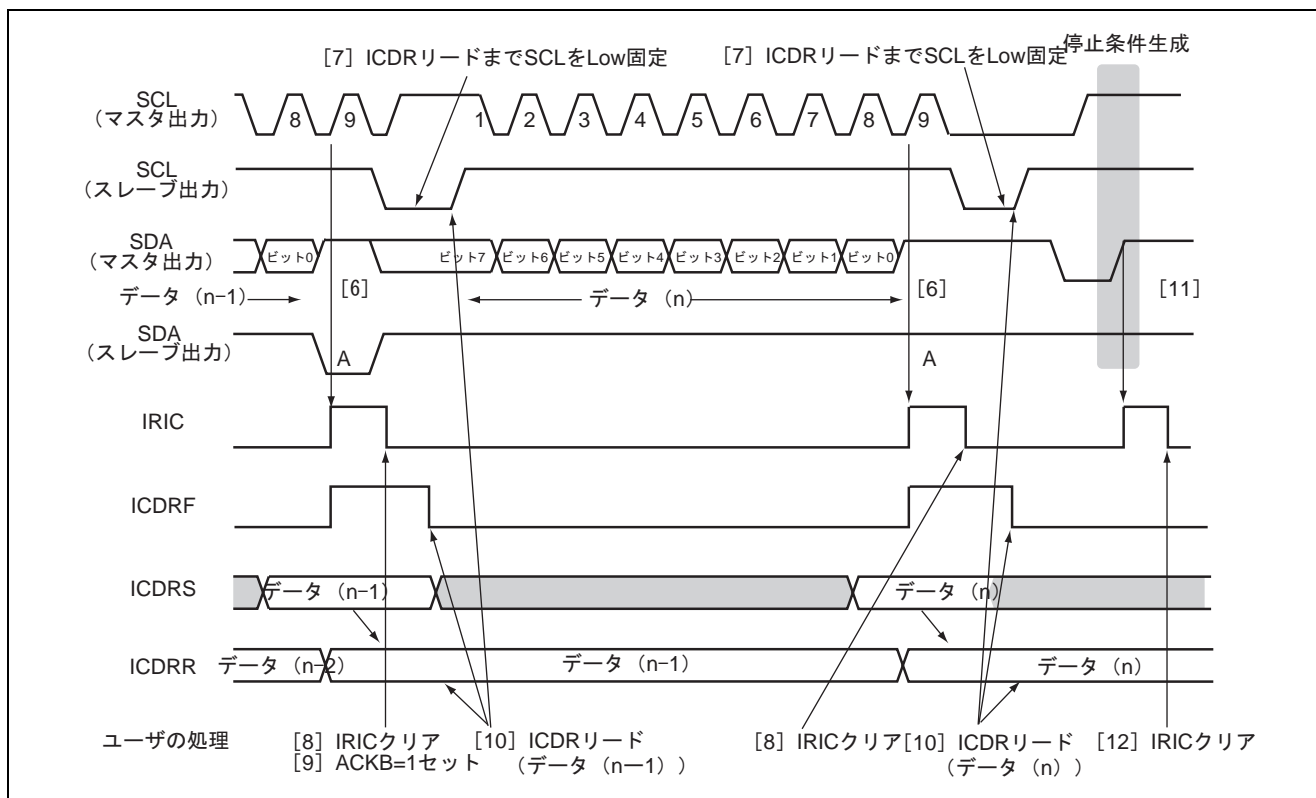 停止条件生成
[7] ICDRリードまでSCLをLow固定
[7] ICDRリードまでSCLをLow固定
SCL
(マスタ出力)
8 9 1 2 3 4 5 6 7 8 9
SCL
(スレーブ出力)
SDA
(マスタ出力)
ビット0 ビット7 ビット6 ビット5 ビット4 ビット3 ビット2 ビット1 ビット0
データ (n-1) [6] データ (n) [6] [11]
SDA
(スレーブ出力)
A A
IRIC
ICDRF
ICDRS データ (n-1) データ (n)
ICDRR データ (n-2) データ (n-1) データ (n)
ユーザの処理
[8] IRICクリア
[9] ACKB=1セット
[10] ICDRリード
(データ (nー1) )
[8] IRICクリア
[10] ICDRリード
(データ (n) )
[12] IRICクリア